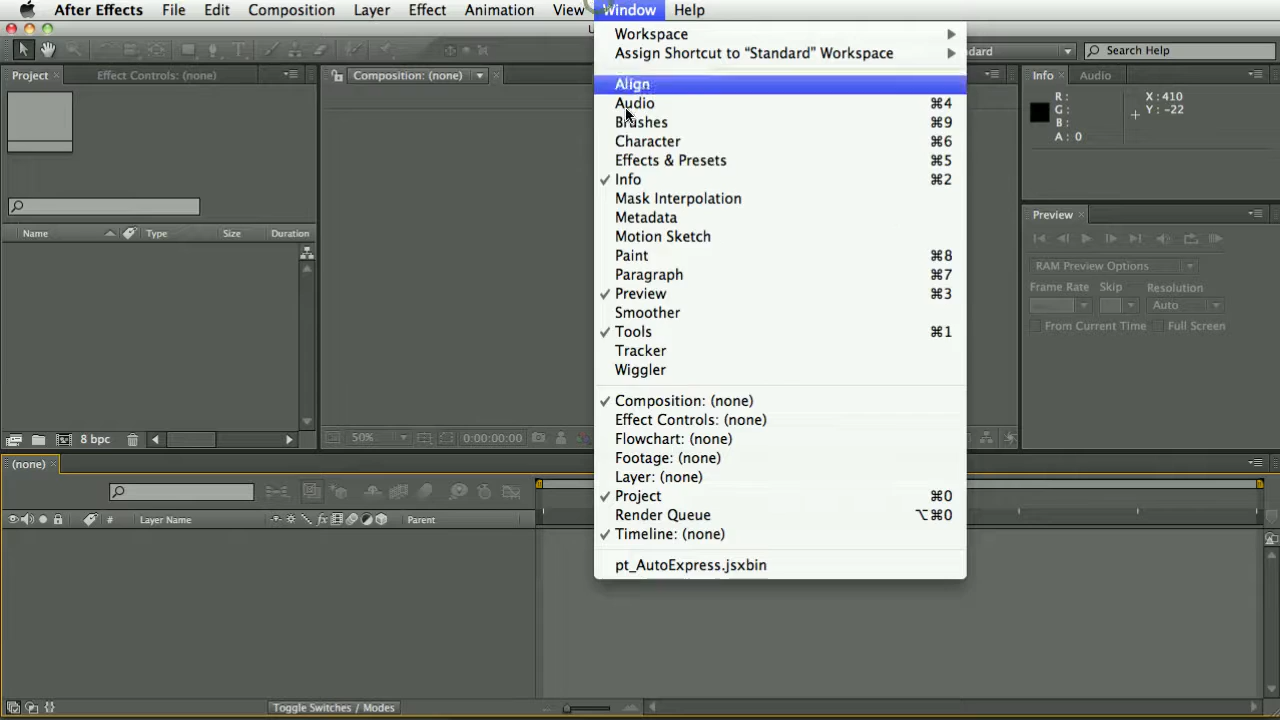 After Effects File Edit Composition Layer Effect Animation View Window Help
Workspace
Assign Shortcut to “Standard” Workspace
Align
Audio ⌘4
Brushes ⌘9
Character ⌘6
Effects & Presets ⌘5
✓ Info ⌘2
Mask Interpolation
Metadata
Motion Sketch
Paint ⌘8
Paragraph ⌘7
✓ Preview ⌘3
Smoother
✓ Tools ⌘1
Tracker
Wiggler
✓ Composition: (none)
Effect Controls: (none)
Flowchart: (none)
Footage: (none)
Layer: (none)
✓ Project ⌘0
Render Queue ⌥⌘0
✓ Timeline: (none)
pt_AutoExpress.jsxbin
Search Help
Project Effect Controls: (none)
Composition: (none)
Info Audio
R: X: 410
G: Y: -22
B:
A: 0
Preview
RAM Preview Options
Frame Rate Skip Resolution
Auto
From Current Time Full Screen
Name Type Size Duration
8 bpc
50% 0:00:00:00
(none)
# Layer Name Parent
Toggle Switches / Modes